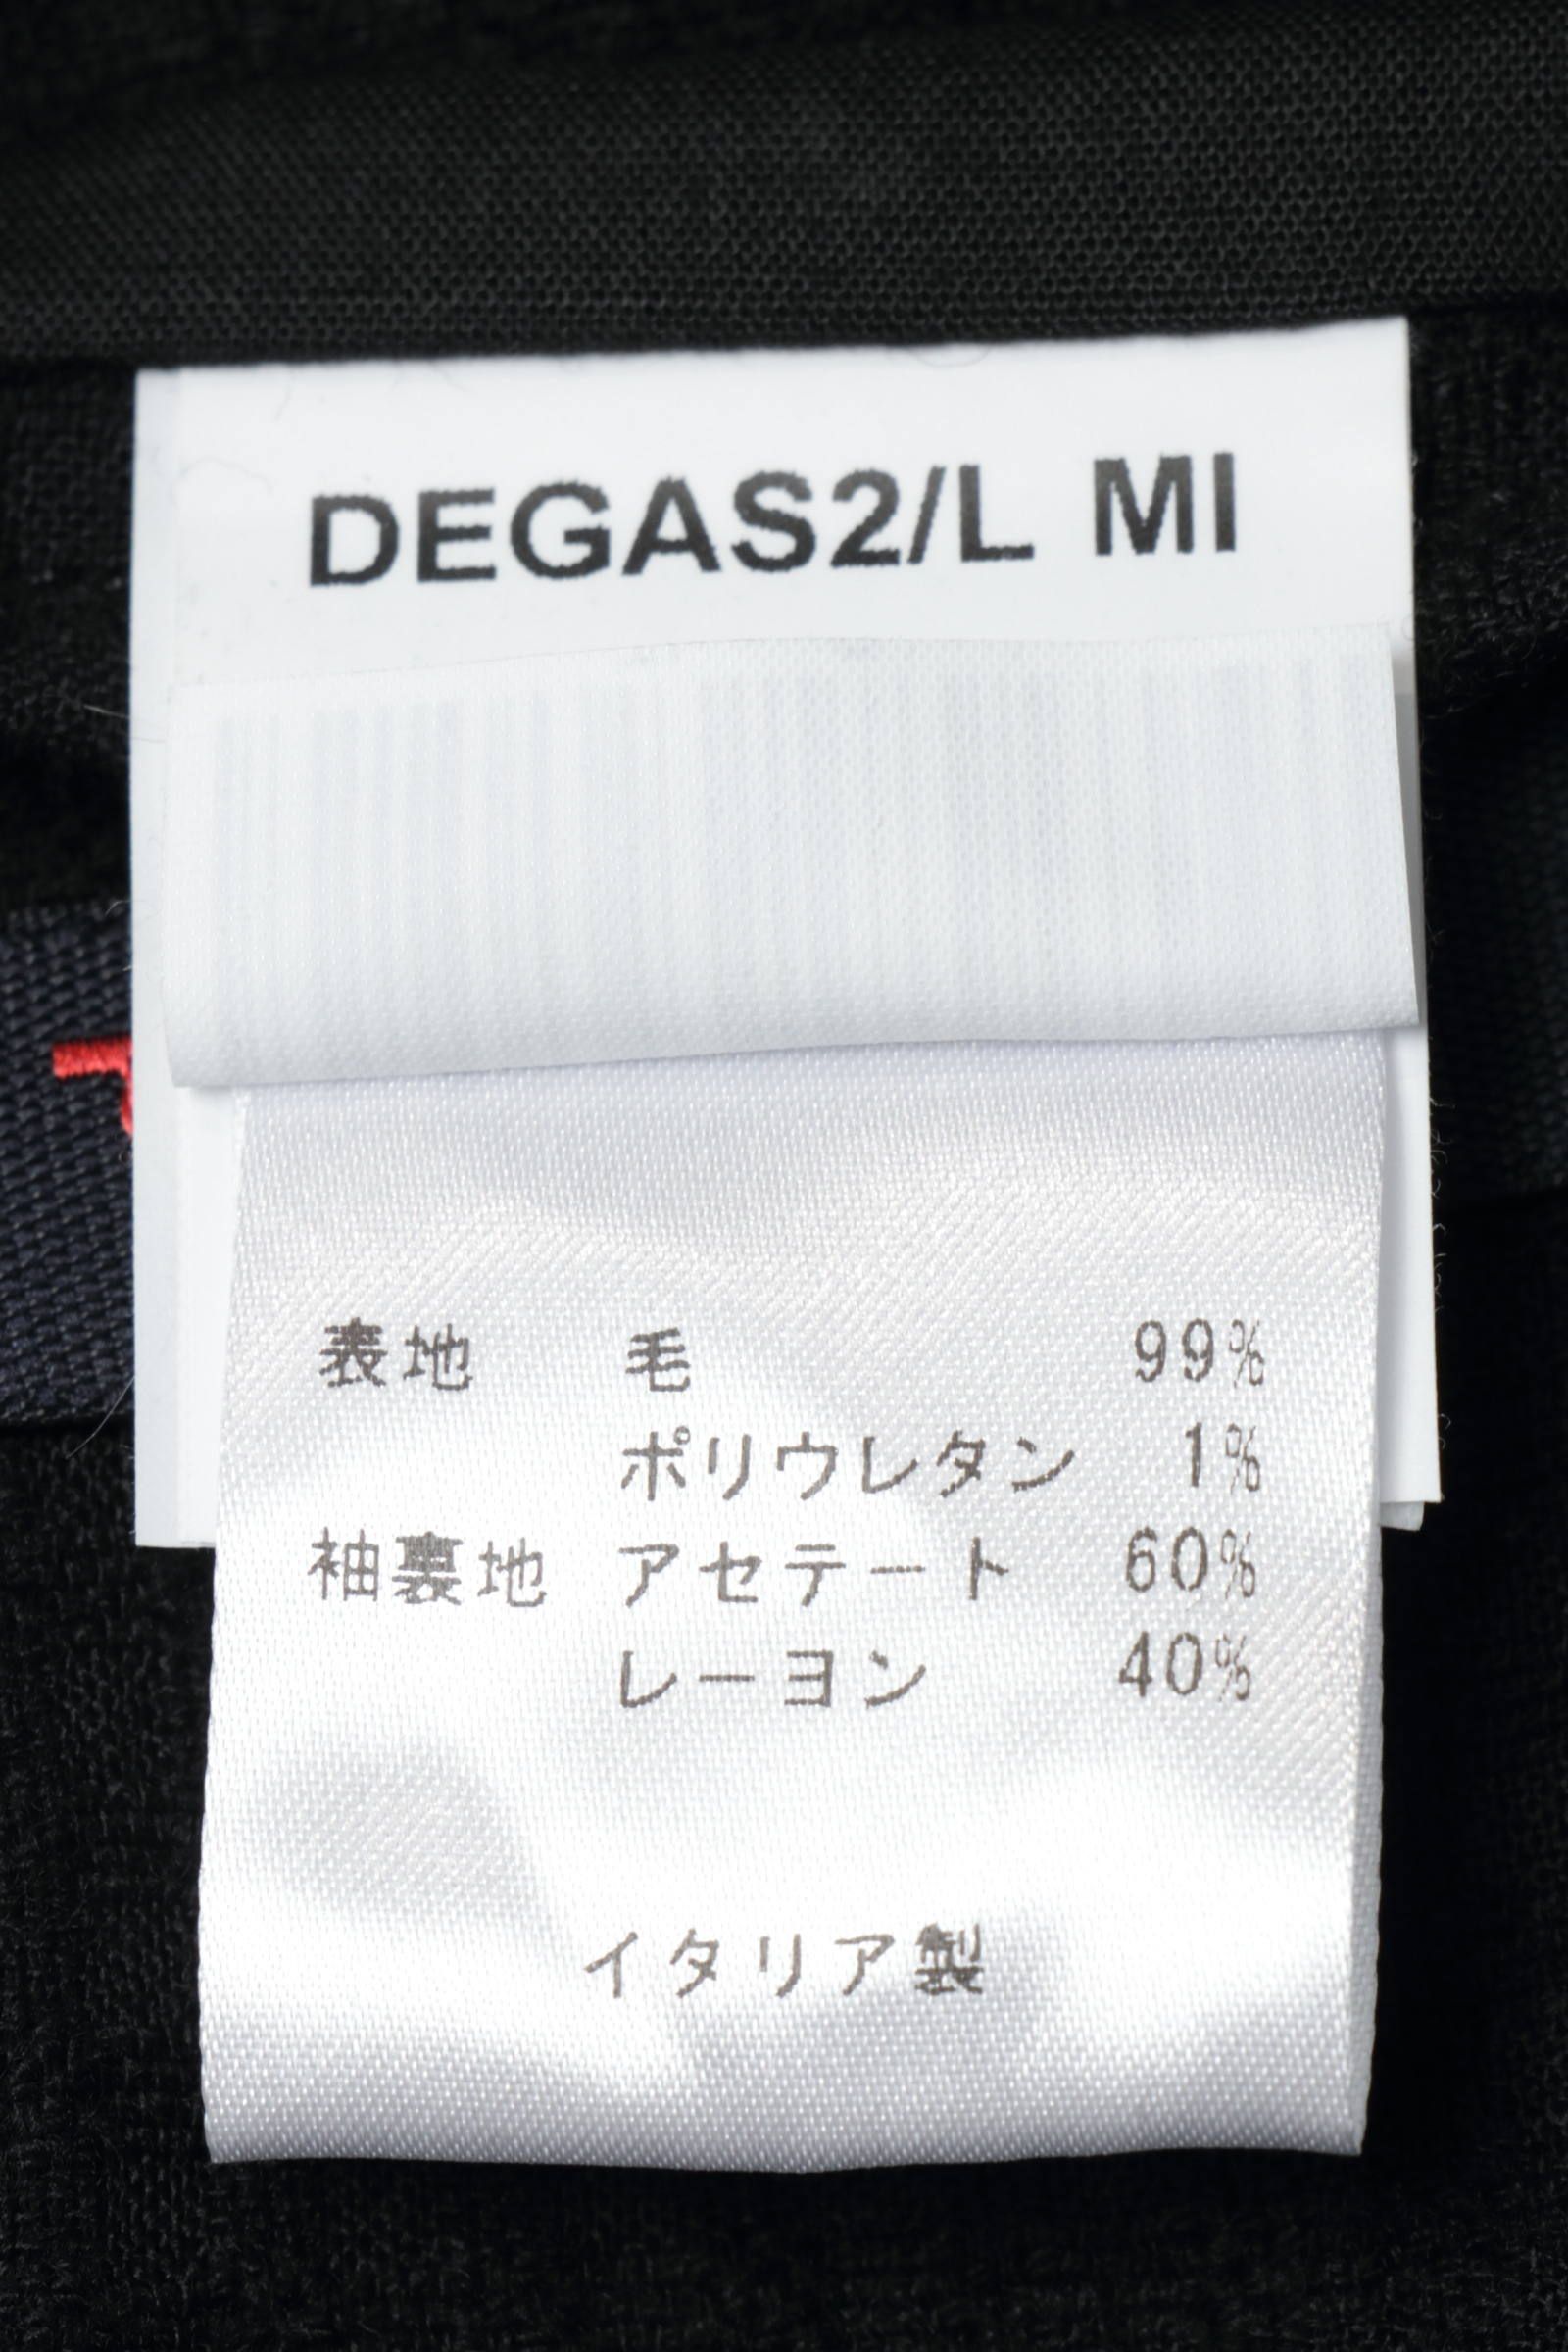 DEGAS2/L MI
表地 毛 99%
ポリウレタン 1%
袖裏地 アセテート 60%
レーヨン 40%
イタリア製